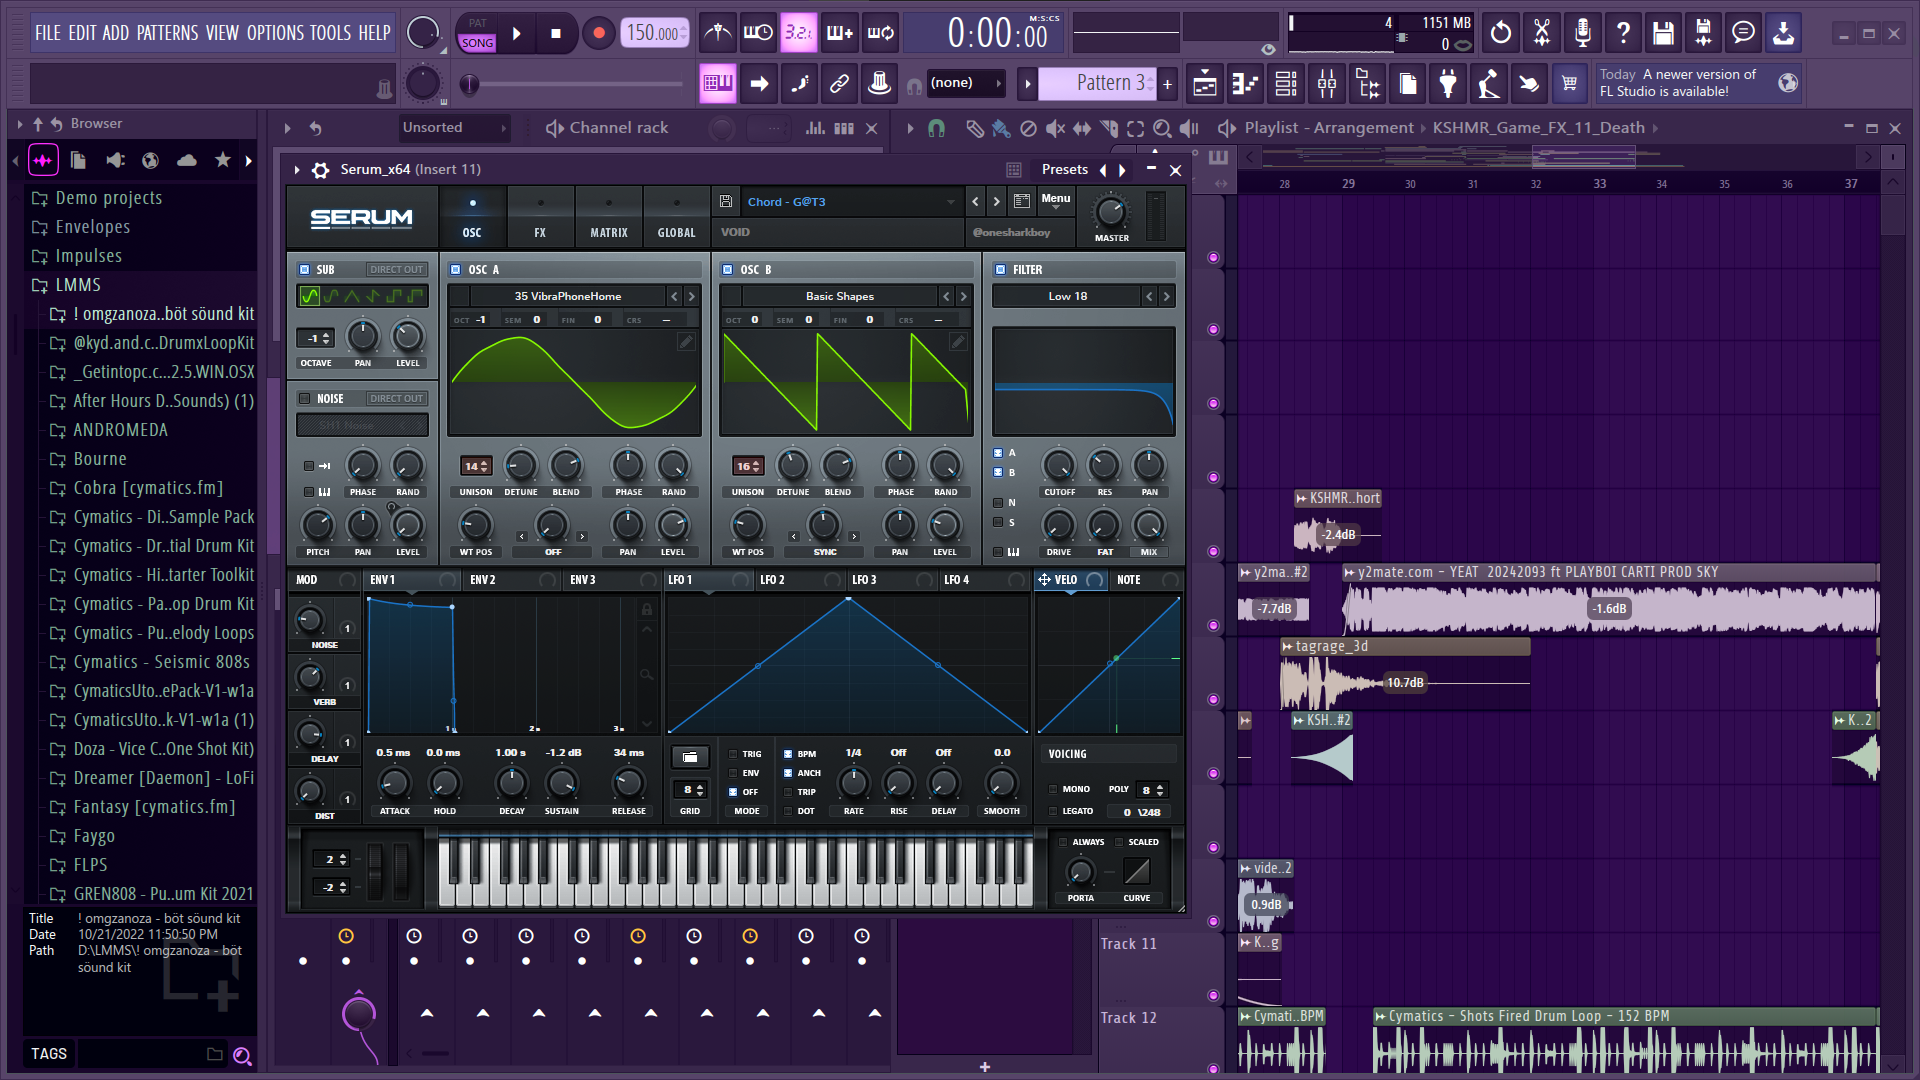 FILE EDIT ADD PATTERNS VIEW OPTIONS TOOLS HELP
PAT
SONG
150.000
3.2.
0:00:00
M:S:CS
4
1151 MB
0
(none)
Pattern 3
Today A newer version of
FL Studio is available!
Browser
Unsorted
Channel rack
Playlist - Arrangement
KSHMR_Game_FX_11_Death
Demo projects
Envelopes
Impulses
LMMS
! omgzanoza..böt söund kit
@kyd.and.c..DrumxLoopKit
_Getintopc.c...2.5.WIN.OSX
After Hours D..Sounds) (1)
ANDROMEDA
Bourne
Cobra [cymatics.fm]
Cymatics - Di..Sample Pack
Cymatics - Dr..tial Drum Kit
Cymatics - Hi..tarter Toolkit
Cymatics - Pa..op Drum Kit
Cymatics - Pu..elody Loops
Cymatics - Seismic 808s
CymaticsUto..ePack-V1-w1a
CymaticsUto..k-V1-w1a (1)
Doza - Vice C..One Shot Kit)
Dreamer [Daemon] - LoFi
Fantasy [cymatics.fm]
Faygo
FLPS
GREN808 - Pu..um Kit 2021
Title ! omgzanoza - böt söund kit
Date 10/21/2022 11:50:50 PM
Path D:\LMMS\! omgzanoza - böt
söund kit
TAGS
Serum_x64 (Insert 11)
Presets
SERUM
OSC
FX
MATRIX
GLOBAL
Chord - G@T3
VOID
@onesharkboy
Menu
MASTER
SUB
DIRECT OUT
-1
OCTAVE PAN LEVEL
NOISE
DIRECT OUT
SH1 Noise
PHASE RAND
PITCH PAN LEVEL
OSC A
35 VibraPhoneHome
OCT -1 SEM 0 FIN 0 CRS --
14
UNISON DETUNE BLEND PHASE RAND
WT POS OFF PAN LEVEL
OSC B
Basic Shapes
OCT 0 SEM 0 FIN 0 CRS --
16
UNISON DETUNE BLEND PHASE RAND
WT POS SYNC PAN LEVEL
FILTER
Low 18
A
B
N
S
CUTOFF RES PAN
DRIVE FAT MIX
MOD ENV 1 ENV 2 ENV 3 LFO 1 LFO 2 LFO 3 LFO 4 VELO NOTE
1
NOISE
1
VERB
1
DELAY
1
DIST
1 2 3
0.5 ms 0.0 ms 1.00 s -1.2 dB 34 ms
ATTACK HOLD DECAY SUSTAIN RELEASE
8
GRID
TRIG
ENV
OFF
MODE
BPM
ANCH
TRIP
DOT
1/4 Off Off 0.0
RATE RISE DELAY SMOOTH
VOICING
MONO POLY 8
LEGATO 0 \248
2
-2
ALWAYS SCALED
PORTA CURVE
28 29 30 31 32 33 34 35 36 37
KSHMR..hort
-2.4dB
y2ma..#2
-7.7dB
y2mate.com - YEAT 20242093 ft PLAYBOI CARTI PROD SKY
-1.6dB
tagrage_3d
10.7dB
KSH..#2
K..2
vide..2
0.9dB
Track 11
K..g
Track 12
Cymati..BPM
Cymatics - Shots Fired Drum Loop - 152 BPM